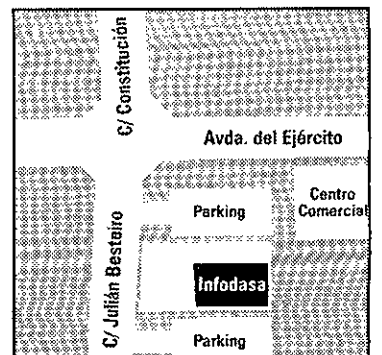 C/ Constitución
Avda. del Ejército
Parking
Centro
Comercial
C/ Julián Besteiro
Infodasa
Parking